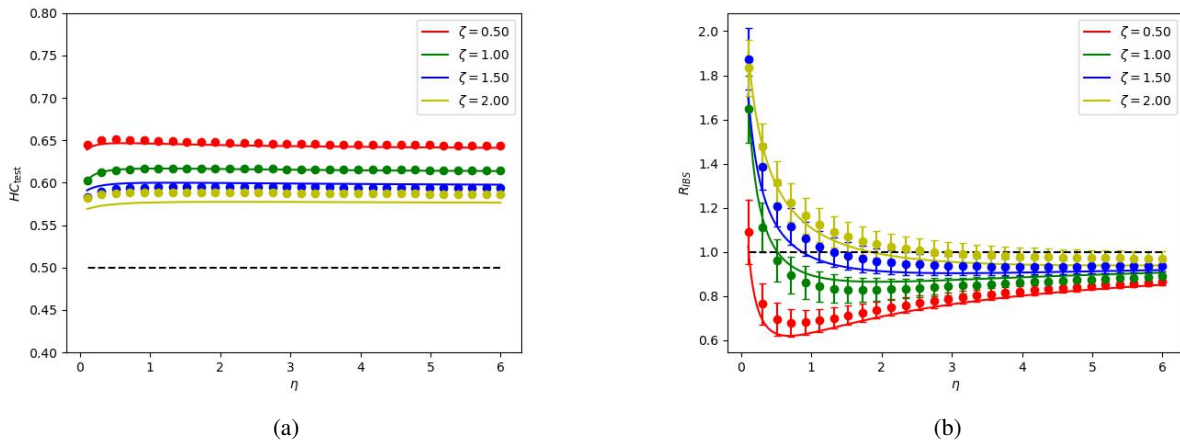 0.80
0.75
0.70
0.65
0.60
0.55
0.50
0.45
0.40
HC_test
0 1 2 3 4 5 6
η
ζ = 0.50
ζ = 1.00
ζ = 1.50
ζ = 2.00
(a)
2.0
1.8
1.6
1.4
1.2
1.0
0.8
0.6
R_IBS
0 1 2 3 4 5 6
η
ζ = 0.50
ζ = 1.00
ζ = 1.50
ζ = 2.00
(b)